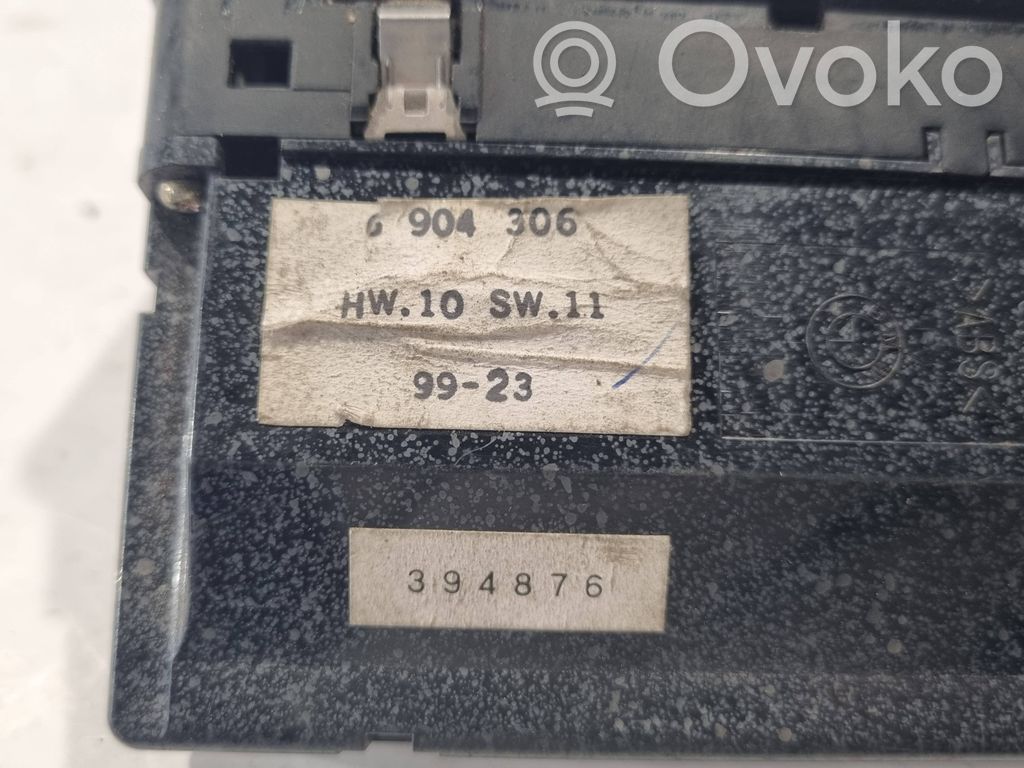 Ovoko
6 904 306
HW.10 SW.11
99-23
>ABS<
394876